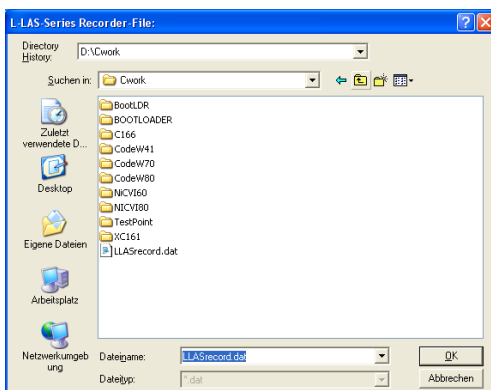 L-LAS-Series Recorder-File:
Directory
History:
D:\Cwork
Suchen in:
Cwork
Zuletzt
verwendete D...
Desktop
Eigene Dateien
Arbeitsplatz
Netzwerkumgeb
ung
BootLDR
BOOTLOADER
C166
CodeW41
CodeW70
CodeW80
NiCVI60
NICVI80
TestPoint
XC161
LLASrecord.dat
Dateiname:
LLASrecord.dat
OK
Dateityp:
*.dat
Abbrechen